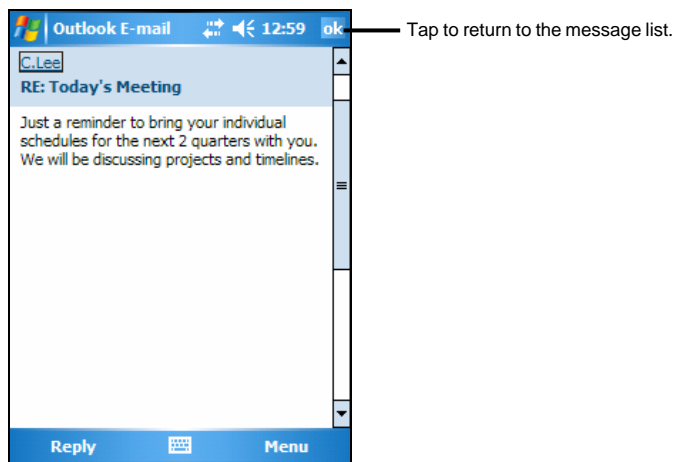 Outlook E-mail 12:59 ok
Tap to return to the message list.
C.Lee
RE: Today's Meeting
Just a reminder to bring your individual
schedules for the next 2 quarters with you.
We will be discussing projects and timelines.
Reply Menu